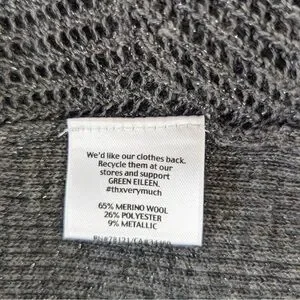 We'd like our clothes back.
Recycle them at our
stores and support
GREEN EILEEN.
#thxverymuch
65% MERINO WOOL
26% POLYESTER
9% METALLIC